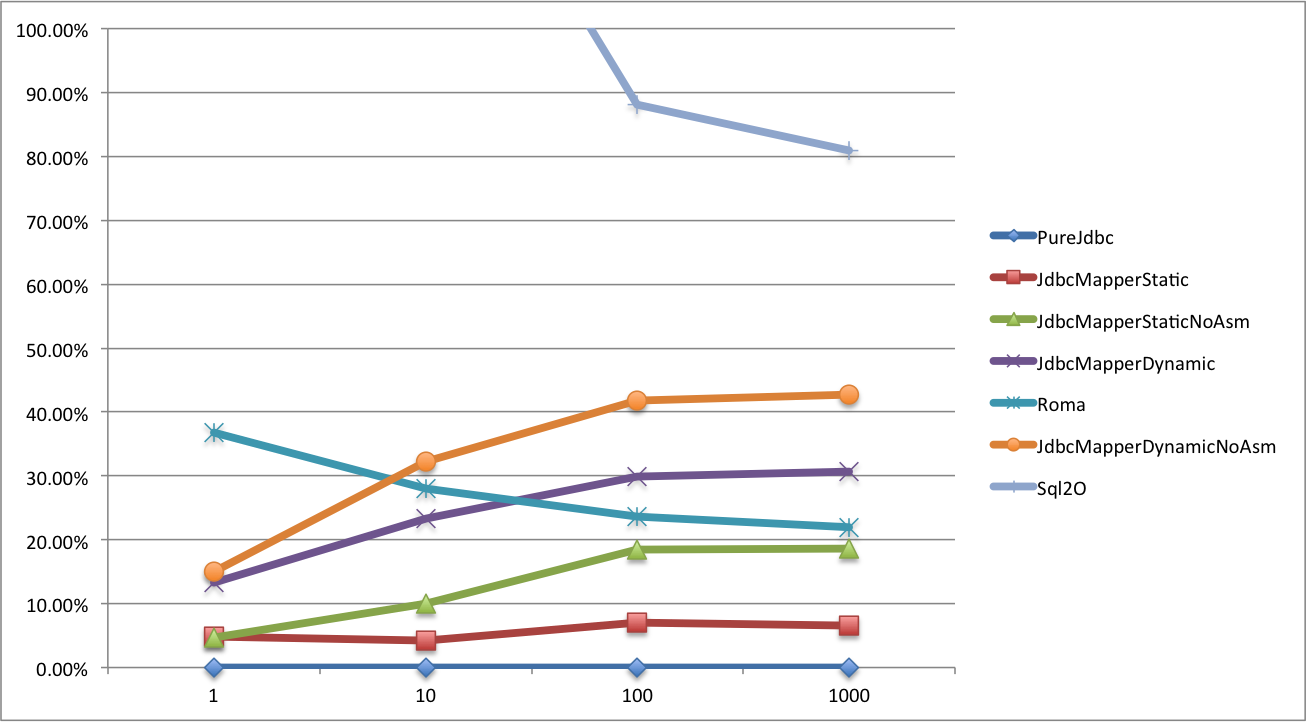 100.00%
90.00%
80.00%
70.00%
60.00%
50.00%
40.00%
30.00%
20.00%
10.00%
0.00%
1 10 100 1000
PureJdbc
JdbcMapperStatic
JdbcMapperStaticNoAsm
JdbcMapperDynamic
Roma
JdbcMapperDynamicNoAsm
Sql2O